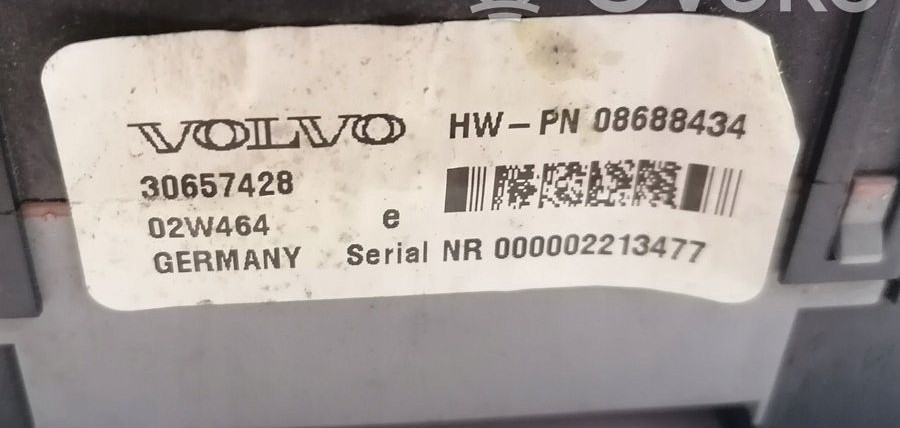 VOLVO HW-PN 08688434
30657428
02W464 e
GERMANY Serial NR 000002213477